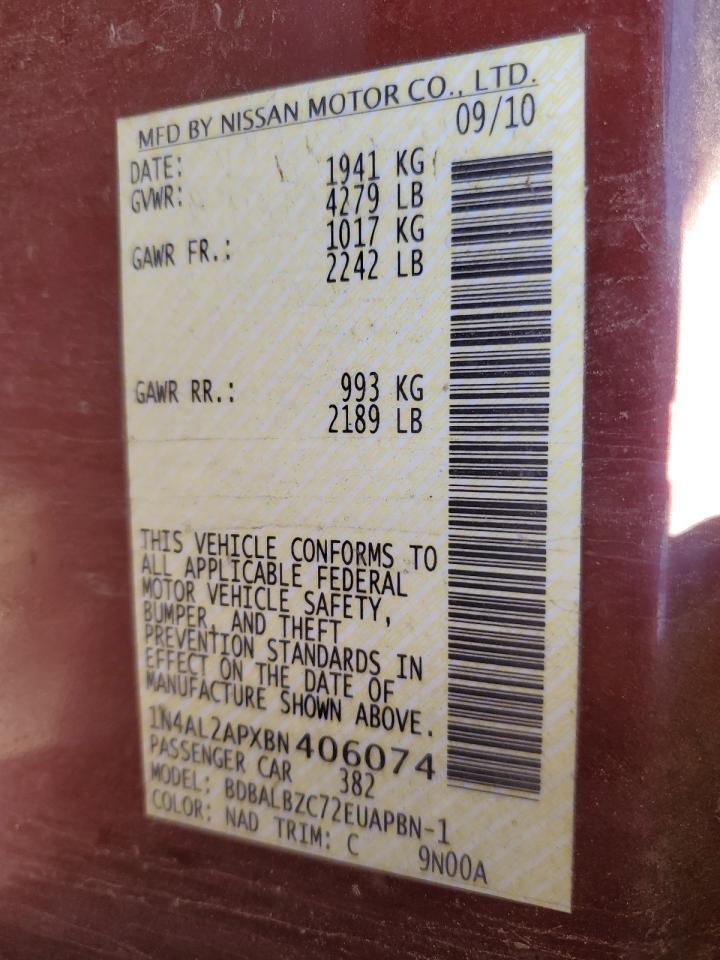 MFD BY NISSAN MOTOR CO., LTD.
DATE: 09/10
GVWR: 1941 KG
4279 LB
GAWR FR.: 1017 KG
2242 LB
GAWR RR.: 993 KG
2189 LB
THIS VEHICLE CONFORMS TO
ALL APPLICABLE FEDERAL
MOTOR VEHICLE SAFETY,
BUMPER, AND THEFT
PREVENTION STANDARDS IN
EFFECT ON THE DATE OF
MANUFACTURE SHOWN ABOVE.
1N4AL2APXBN406074
PASSENGER CAR 382
MODEL: BDBALBZC72EUAPBN-1
COLOR: NAD TRIM: C 9N00A